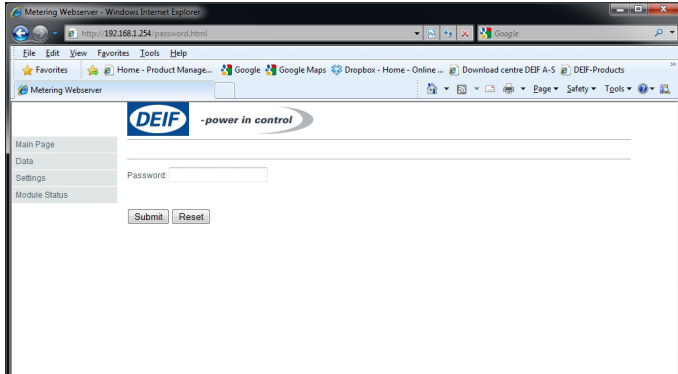 Metering Webserver - Windows Internet Explorer
http://192.168.1.254/password.html
Google
File Edit View Favorites Tools Help
Favorites Home - Product Manage... Google Google Maps Dropbox - Home - Online ... Download centre DEIF A-S DEIF-Products »
Metering Webserver Page Safety Tools
DEIF -power in control
Main Page
Data
Settings
Module Status
Password:
Submit Reset